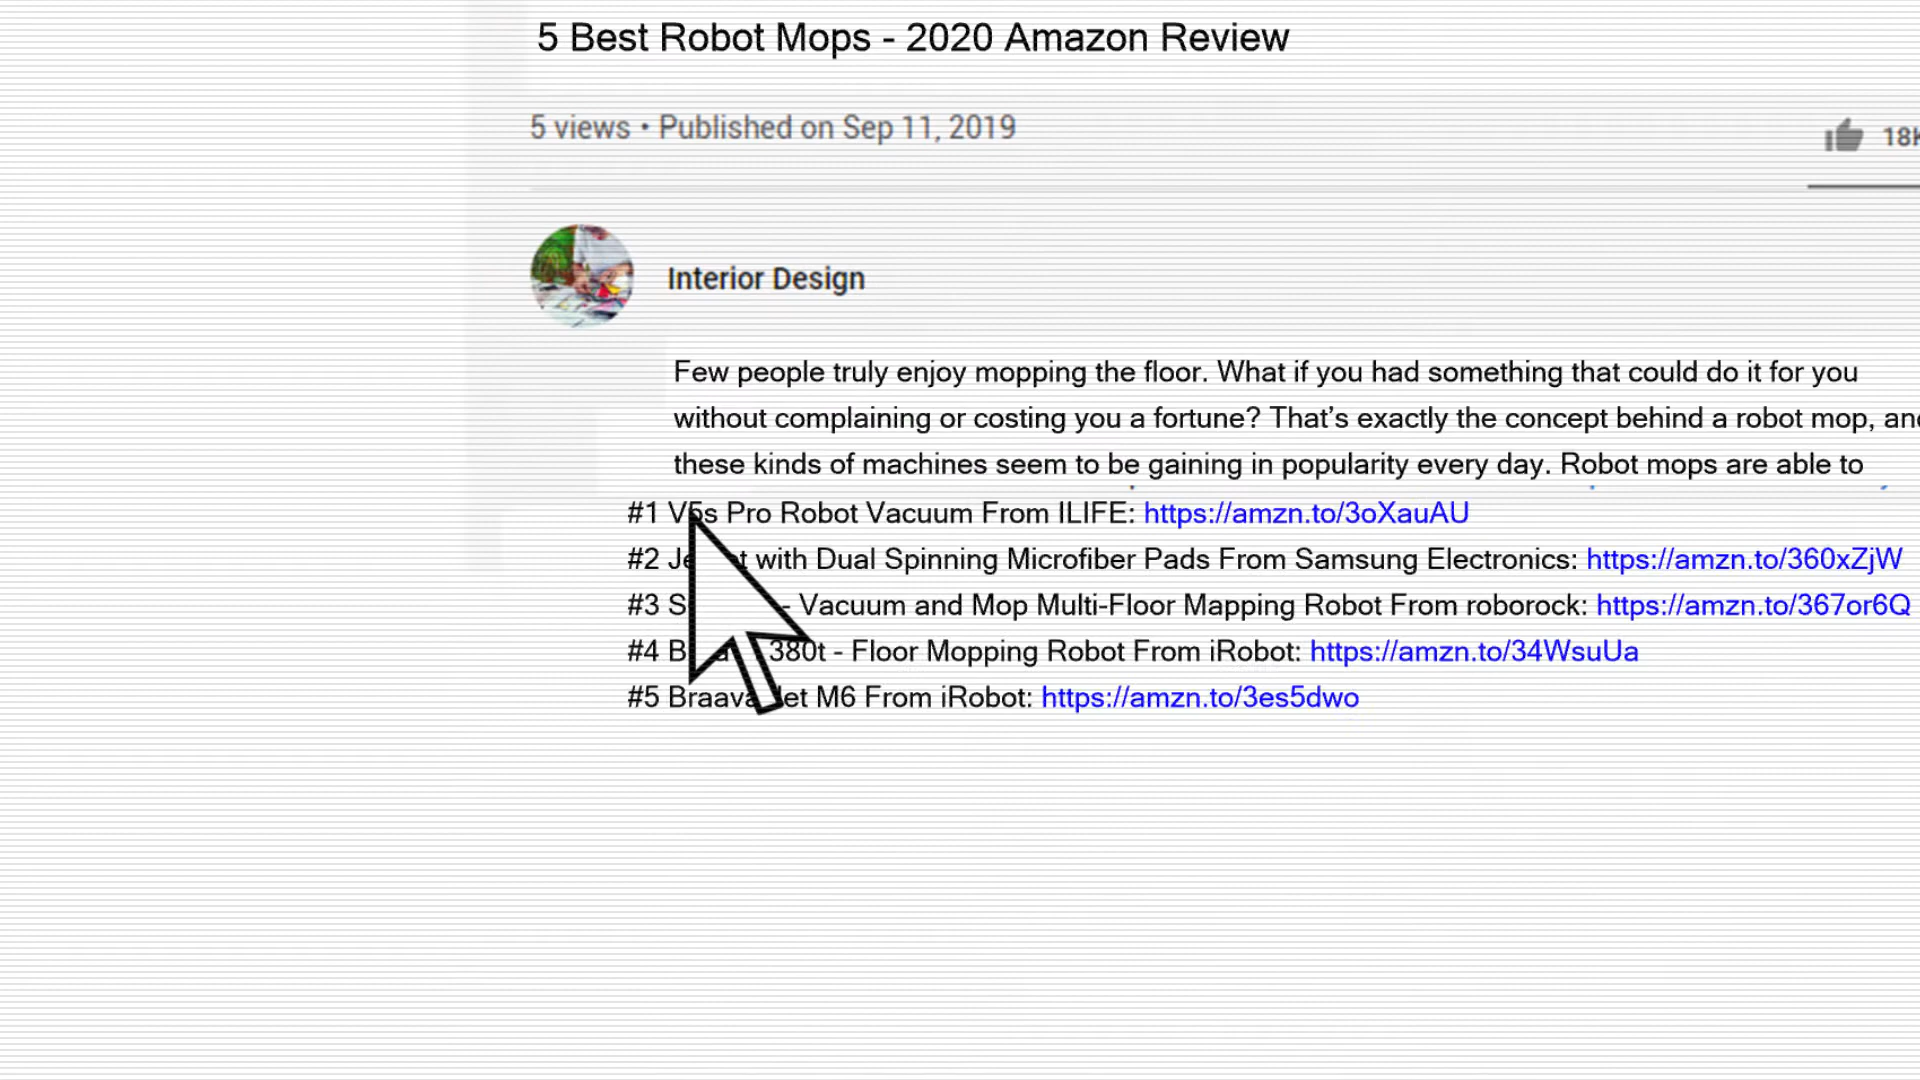 5 Best Robot Mops - 2020 Amazon Review
5 views • Published on Sep 11, 2019
18K
Interior Design
Few people truly enjoy mopping the floor. What if you had something that could do it for you
without complaining or costing you a fortune? That’s exactly the concept behind a robot mop, and
these kinds of machines seem to be gaining in popularity every day. Robot mops are able to
#1 V5s Pro Robot Vacuum From ILIFE: https://amzn.to/3oXauAU
#2 with Dual Spinning Microfiber Pads From Samsung Electronics: https://amzn.to/360xZjW
#3 - Vacuum and Mop Multi-Floor Mapping Robot From roborock: https://amzn.to/367or6Q
#4 380t - Floor Mopping Robot From iRobot: https://amzn.to/34WsuUa
#5 Braava Jet M6 From iRobot: https://amzn.to/3es5dwo